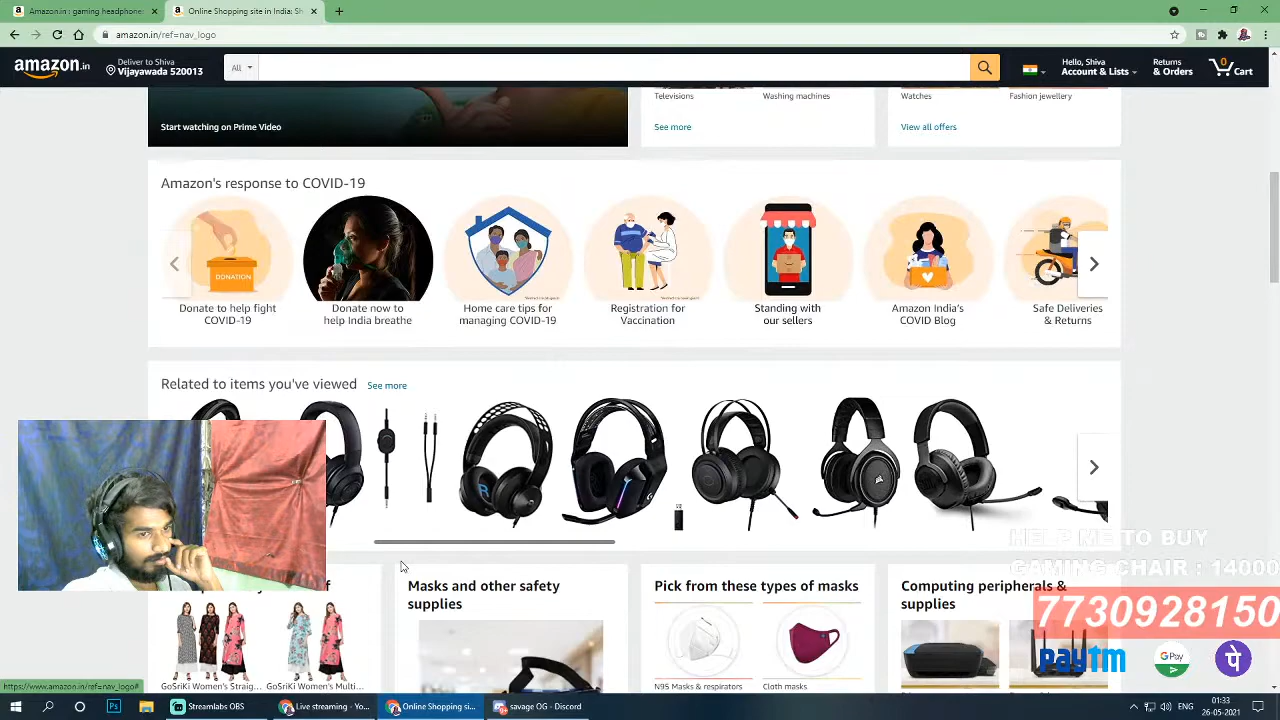 Amazon.in : gaming headphone
Online Shopping site in India: Sh
amazon.in/ref=nav_logo
amazon.in
Deliver to Shiva
Vijayawada 520013
All
Hello, Shiva
Account & Lists
Returns
& Orders
0
Cart
Start watching on Prime Video
Televisions
Washing machines
See more
Watches
Fashion jewellery
View all offers
Amazon's response to COVID-19
DONATION
Donate to help fight
COVID-19
Donate now to
help India breathe
Home care tips for
managing COVID-19
Registration for
Vaccination
Standing with
our sellers
Amazon India's
COVID Blog
Safe Deliveries
& Returns
Related to items you've viewed
See more
HELP ME TO BUY
GAMING CHAIR : 14000
7730928150
paytm
G Pay
पे
Masks and other safety
supplies
Pick from these types of masks
Computing peripherals &
supplies
GoSriKi Women's Straig...
GoSriKi Women's Multi...
N95 Masks & respirators
Cloth masks
https://www.amazon.in/ref=nav_logo#
Streamlabs OBS
Live streaming - Yo...
Online Shopping si...
savage OG - Discord
ENG
01:33
26-05-2021